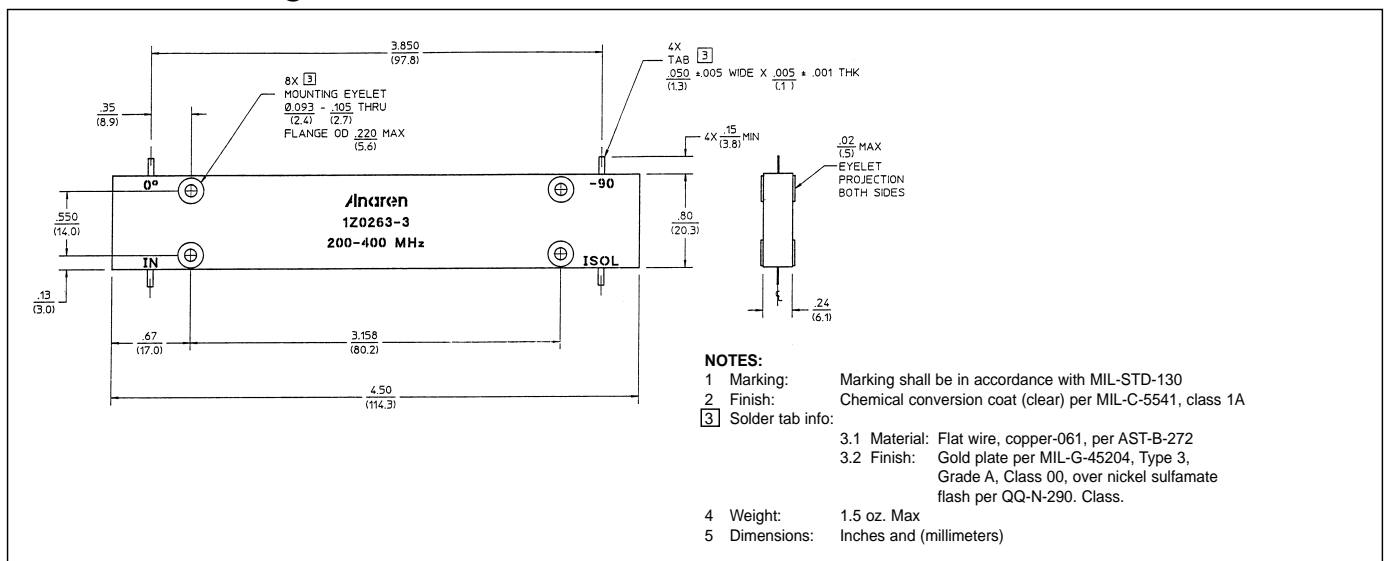 3.850
(97.8)
4X
TAB 3
.050 ±.005 WIDE X .005 ± .001 THK
(1.3) (.1 )
8X 3
MOUNTING EYELET
Ø.093 - .105 THRU
(2.4) (2.7)
FLANGE OD .220 MAX
(5.6)
.35
(8.9)
4X .15 MIN
(3.8)
.02 MAX
(.5)
EYELET
PROJECTION
BOTH SIDES
0°
-90
Anaren
1Z0263-3
200-400 MHz
IN
ISOL
.550
(14.0)
.80
(20.3)
.13
(3.0)
.24
(6.1)
.67
(17.0)
3.158
(80.2)
4.50
(114.3)
NOTES:
1 Marking: Marking shall be in accordance with MIL-STD-130
2 Finish: Chemical conversion coat (clear) per MIL-C-5541, class 1A
3 Solder tab info:
3.1 Material: Flat wire, copper-061, per AST-B-272
3.2 Finish: Gold plate per MIL-G-45204, Type 3,
Grade A, Class 00, over nickel sulfamate
flash per QQ-N-290. Class.
4 Weight: 1.5 oz. Max
5 Dimensions: Inches and (millimeters)